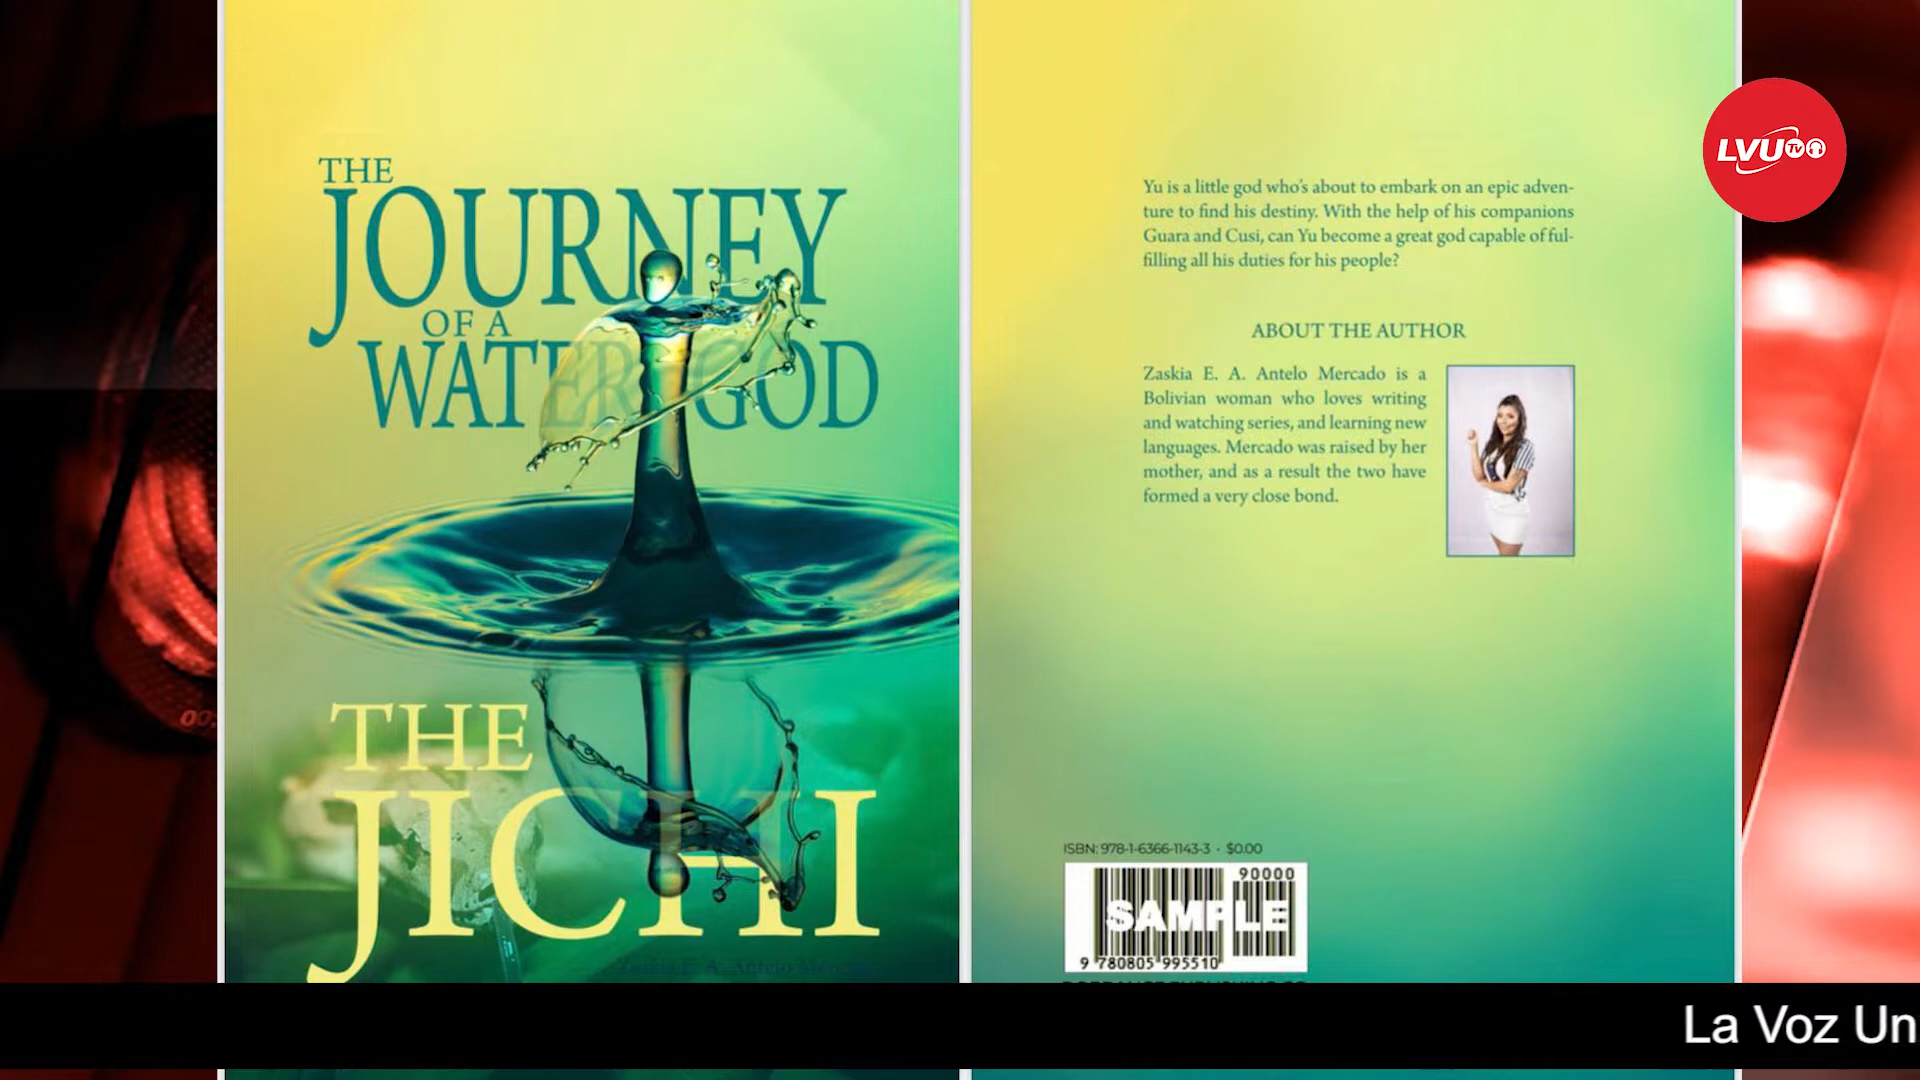 THE
JOURNEY
OF A
WATER GOD
THE
JICHI
Zaskia E. A. Antelo Mercado
Yu is a little god who's about to embark on an epic adven-
ture to find his destiny. With the help of his companions
Guara and Cusi, can Yu become a great god capable of ful-
filling all his duties for his people?
ABOUT THE AUTHOR
Zaskia E. A. Antelo Mercado is a
Bolivian woman who loves writing
and watching series, and learning new
languages. Mercado was raised by her
mother, and as a result the two have
formed a very close bond.
ISBN: 978-1-6366-1143-3 · $0.00
90000
SAMPLE
9 780805 995510
LVU TV
00:
La Voz Un